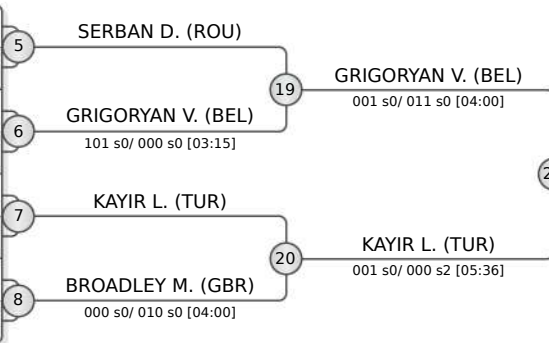 SERBAN D. (ROU)
5
19
GRIGORYAN V. (BEL)
001 s0/ 011 s0 [04:00]
GRIGORYAN V. (BEL)
6
101 s0/ 000 s0 [03:15]
KAYIR L. (TUR)
7
20
KAYIR L. (TUR)
001 s0/ 000 s2 [05:36]
BROADLEY M. (GBR)
8
000 s0/ 010 s0 [04:00]